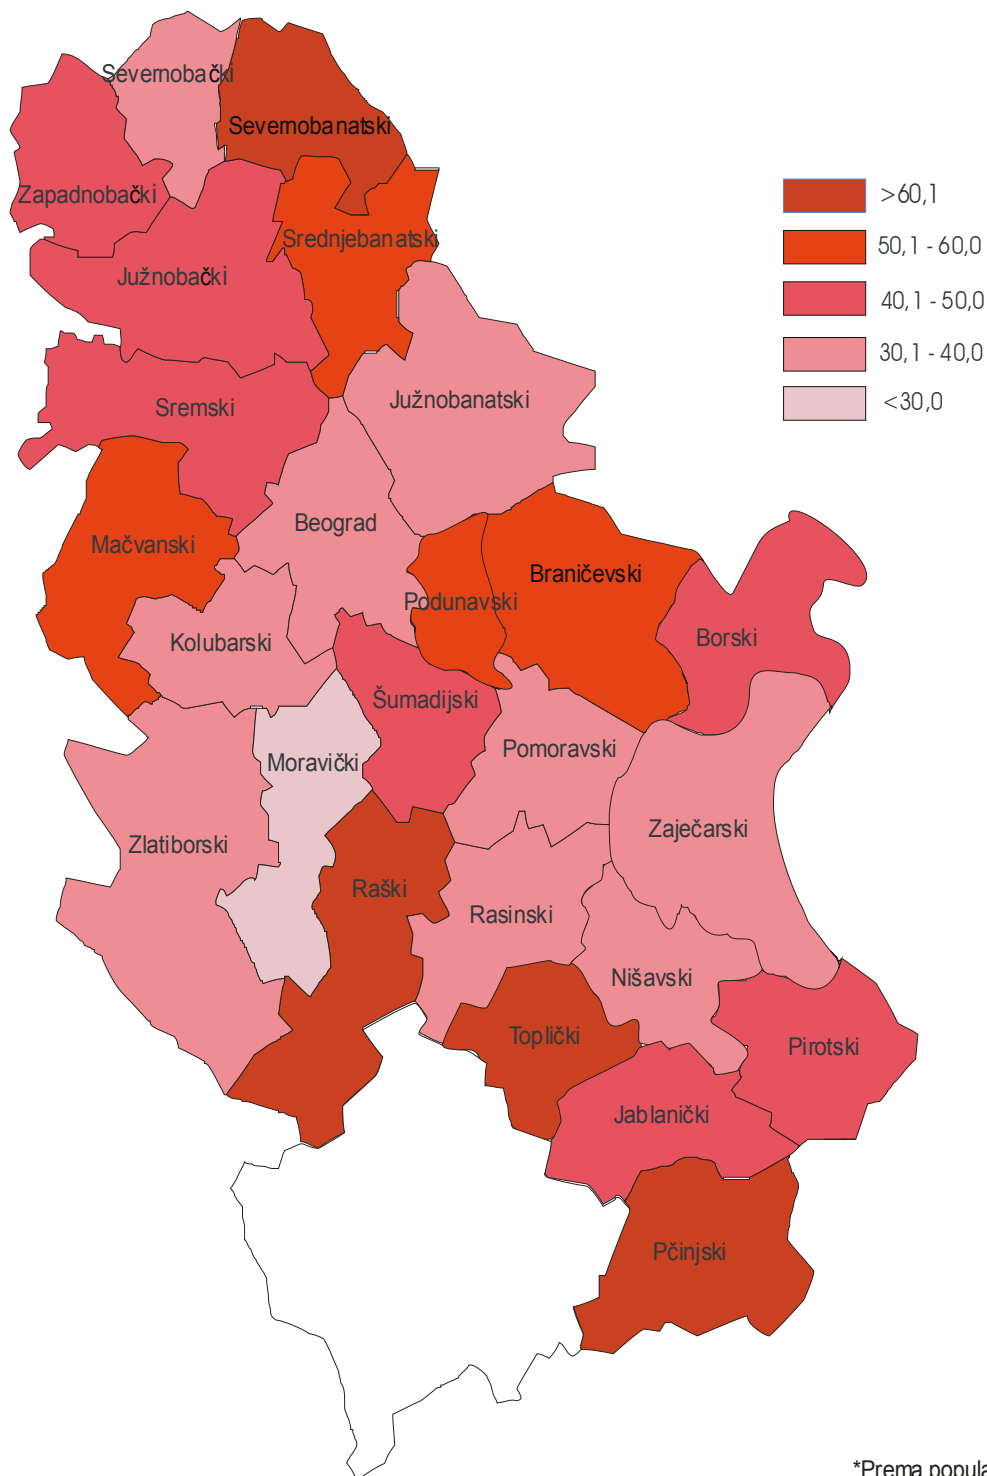 Severnobački
Severnobanatski
Zapadnobački
>60,1
Srednjebanatski
50,1 - 60,0
Južnobački
40,1 - 50,0
30,1 - 40,0
Južnobanatski
<30,0
Sremski
Beograd
Mačvanski
Braničevski
Podunavski
Borski
Kolubarski
Šumadijski
Pomoravski
Moravički
Zaječarski
Zlatiborski
Raški
Rasinski
Nišavski
Toplički
Pirotski
Jablanički
Pčinjski
*Prema popula